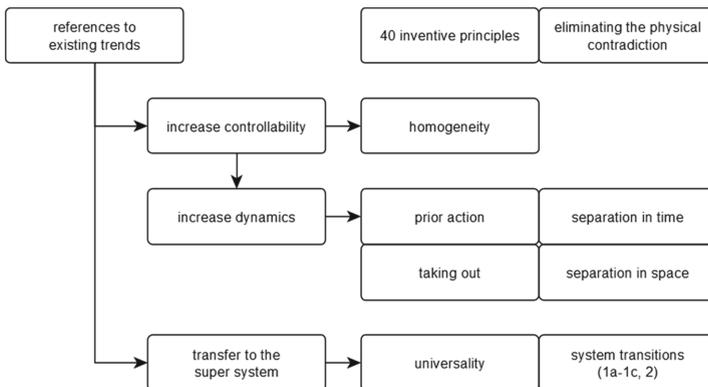 references to
existing trends
40 inventive principles
eliminating the physical
contradiction
increase controllability
homogeneity
increase dynamics
prior action
separation in time
taking out
separation in space
transfer to the
super system
universality
system transitions
(1a-1c, 2)